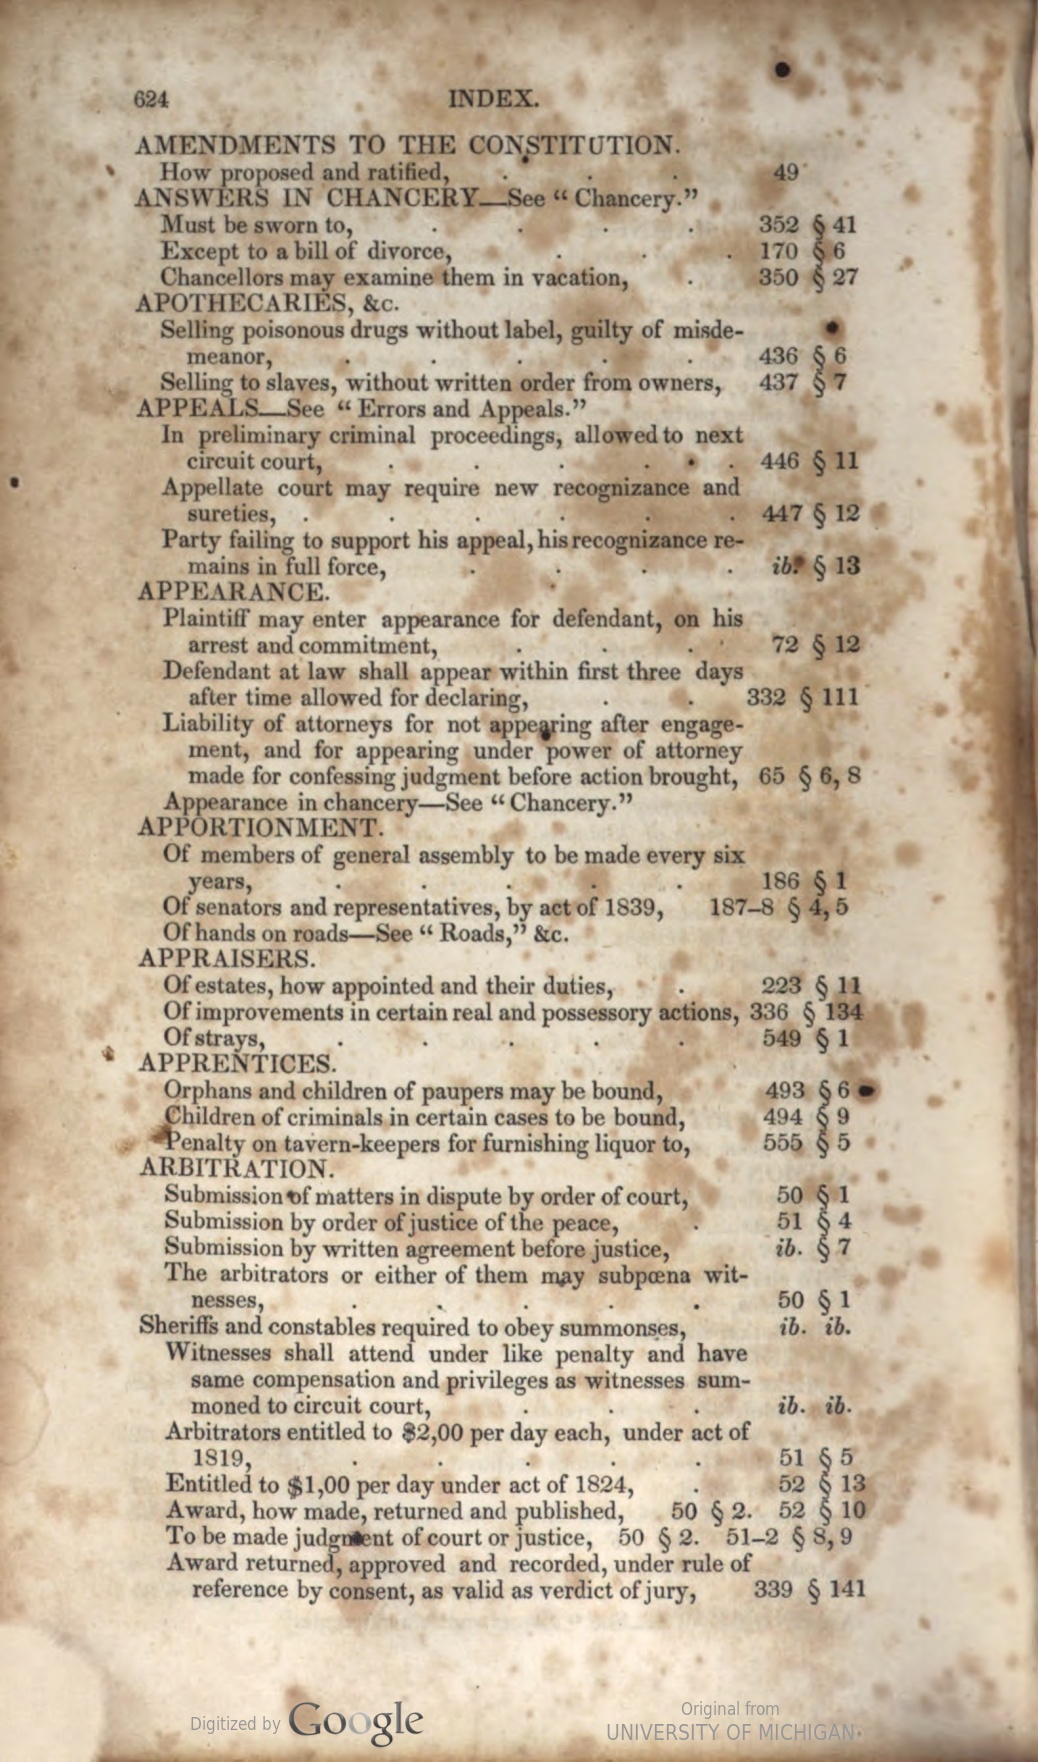 624 INDEX.
AMENDMENTS TO THE CONSTITUTION.
How proposed and ratified, . . . 49
ANSWERS IN CHANCERY—See “ Chancery.”
Must be sworn to, . . . . 352 § 41
Except to a bill of divorce, . . . 170 § 6
Chancellors may examine them in vacation, . 350 § 27
APOTHECARIES, &c.
Selling poisonous drugs without label, guilty of misde-
meanor, . . . . . 436 § 6
Selling to slaves, without written order from owners, 437 § 7
APPEALS—See “ Errors and Appeals.”
In preliminary criminal proceedings, allowed to next
circuit court, . . . . . 446 § 11
Appellate court may require new recognizance and
sureties, . . . . . . 447 § 12
Party failing to support his appeal, his recognizance re-
mains in full force, . . . . ib. § 13
APPEARANCE.
Plaintiff may enter appearance for defendant, on his
arrest and commitment, . . . 72 § 12
Defendant at law shall appear within first three days
after time allowed for declaring, . . 332 § 111
Liability of attorneys for not appearing after engage-
ment, and for appearing under power of attorney
made for confessing judgment before action brought, 65 § 6, 8
Appearance in chancery—See “ Chancery.”
APPORTIONMENT.
Of members of general assembly to be made every six
years, . . . . . 186 § 1
Of senators and representatives, by act of 1839, 187–8 § 4, 5
Of hands on roads—See “ Roads,” &c.
APPRAISERS.
Of estates, how appointed and their duties, . 223 § 11
Of improvements in certain real and possessory actions, 336 § 134
Of strays, . . . . . 549 § 1
APPRENTICES.
Orphans and children of paupers may be bound, 493 § 6
Children of criminals in certain cases to be bound, 494 § 9
Penalty on tavern-keepers for furnishing liquor to, 555 § 5
ARBITRATION.
Submission of matters in dispute by order of court, 50 § 1
Submission by order of justice of the peace, . 51 § 4
Submission by written agreement before justice, ib. § 7
The arbitrators or either of them may subpœna wit-
nesses, . . . . . 50 § 1
Sheriffs and constables required to obey summonses, ib. ib.
Witnesses shall attend under like penalty and have
same compensation and privileges as witnesses sum-
moned to circuit court, . . . ib. ib.
Arbitrators entitled to $2,00 per day each, under act of
1819, . . . . . 51 § 5
Entitled to $1,00 per day under act of 1824, . 52 § 13
Award, how made, returned and published, 50 § 2. 52 § 10
To be made judgment of court or justice, 50 § 2. 51–2 § 8, 9
Award returned, approved and recorded, under rule of
reference by consent, as valid as verdict of jury, 339 § 141
Digitized by Google
Original from
UNIVERSITY OF MICHIGAN